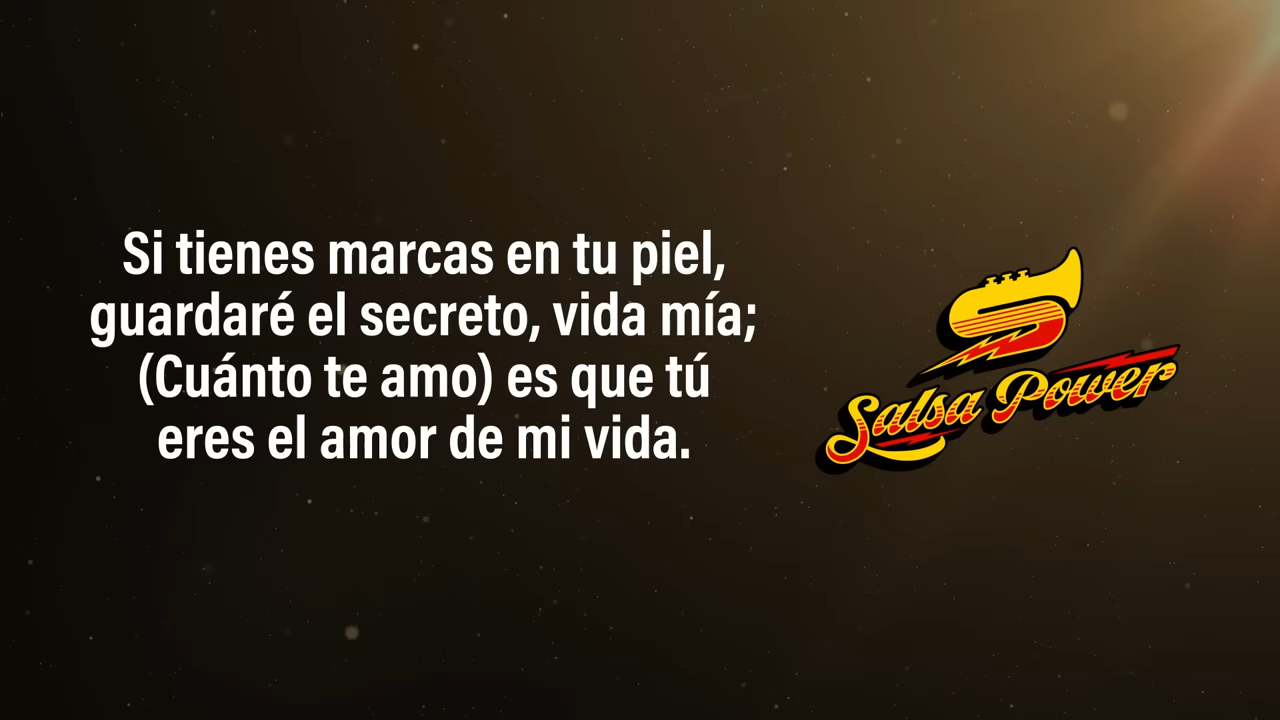 Si tienes marcas en tu piel,
guardaré el secreto, vida mía;
(Cuánto te amo) es que tú
eres el amor de mi vida.
Salsa Power